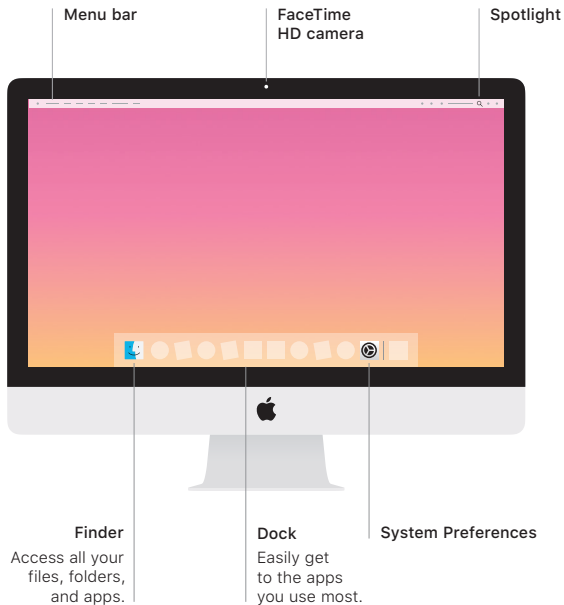 Menu bar
FaceTime
HD camera
Spotlight
Finder
Access all your
files, folders,
and apps.
Dock
Easily get
to the apps
you use most.
System Preferences